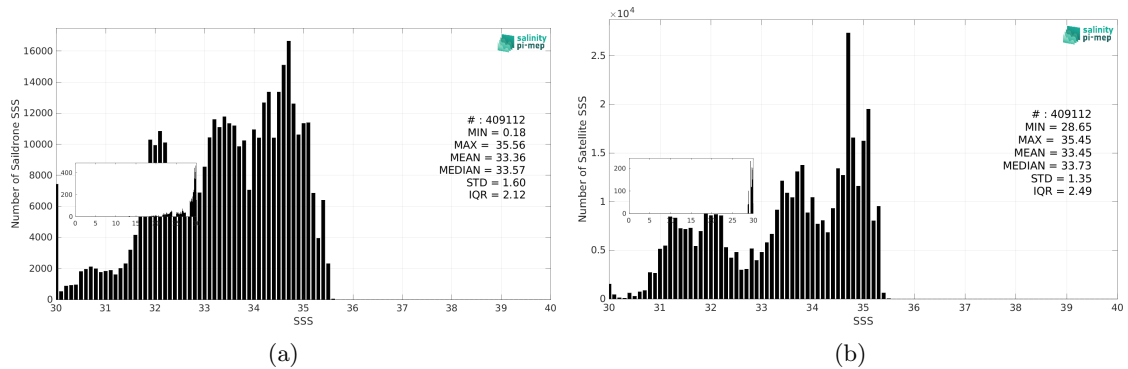 salinity
pi-mep
16000
14000
12000
10000
8000
6000
4000
2000
0
Number of Saildrone SSS
# : 409112
MIN = 0.18
MAX = 35.56
MEAN = 33.36
MEDIAN = 33.57
STD = 1.60
IQR = 2.12
400
200
0
0 5 10 15
30 31 32 33 34 35 36 37 38 39 40
SSS
(a)
×10⁴
salinity
pi-mep
2.5
2
1.5
1
0.5
0
Number of Satellite SSS
# : 409112
MIN = 28.65
MAX = 35.45
MEAN = 33.45
MEDIAN = 33.73
STD = 1.35
IQR = 2.49
200
100
0
0 5 10 15 20 25 30
30 31 32 33 34 35 36 37 38 39 40
SSS
(b)